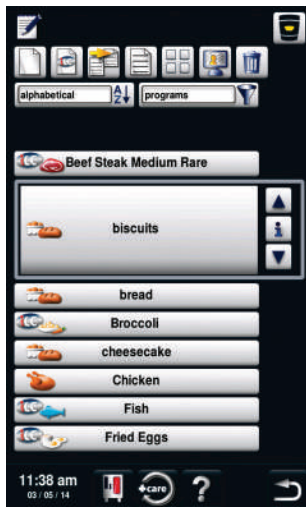 alphabetical A Z programs
Beef Steak Medium Rare
biscuits
i
bread
Broccoli
cheesecake
Chicken
Fish
Fried Eggs
11:38 am
03 / 05 / 14
+care ?